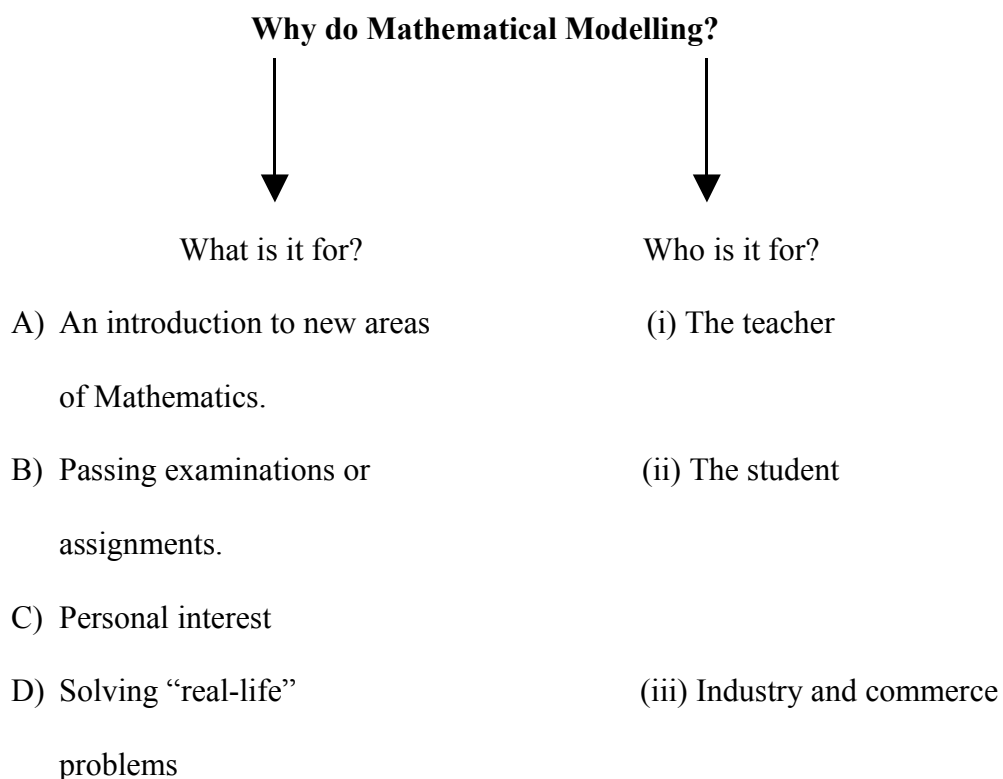 Why do Mathematical Modelling?
What is it for? Who is it for?
A) An introduction to new areas (i) The teacher
of Mathematics.
B) Passing examinations or (ii) The student
assignments.
C) Personal interest
D) Solving “real-life” (iii) Industry and commerce
problems